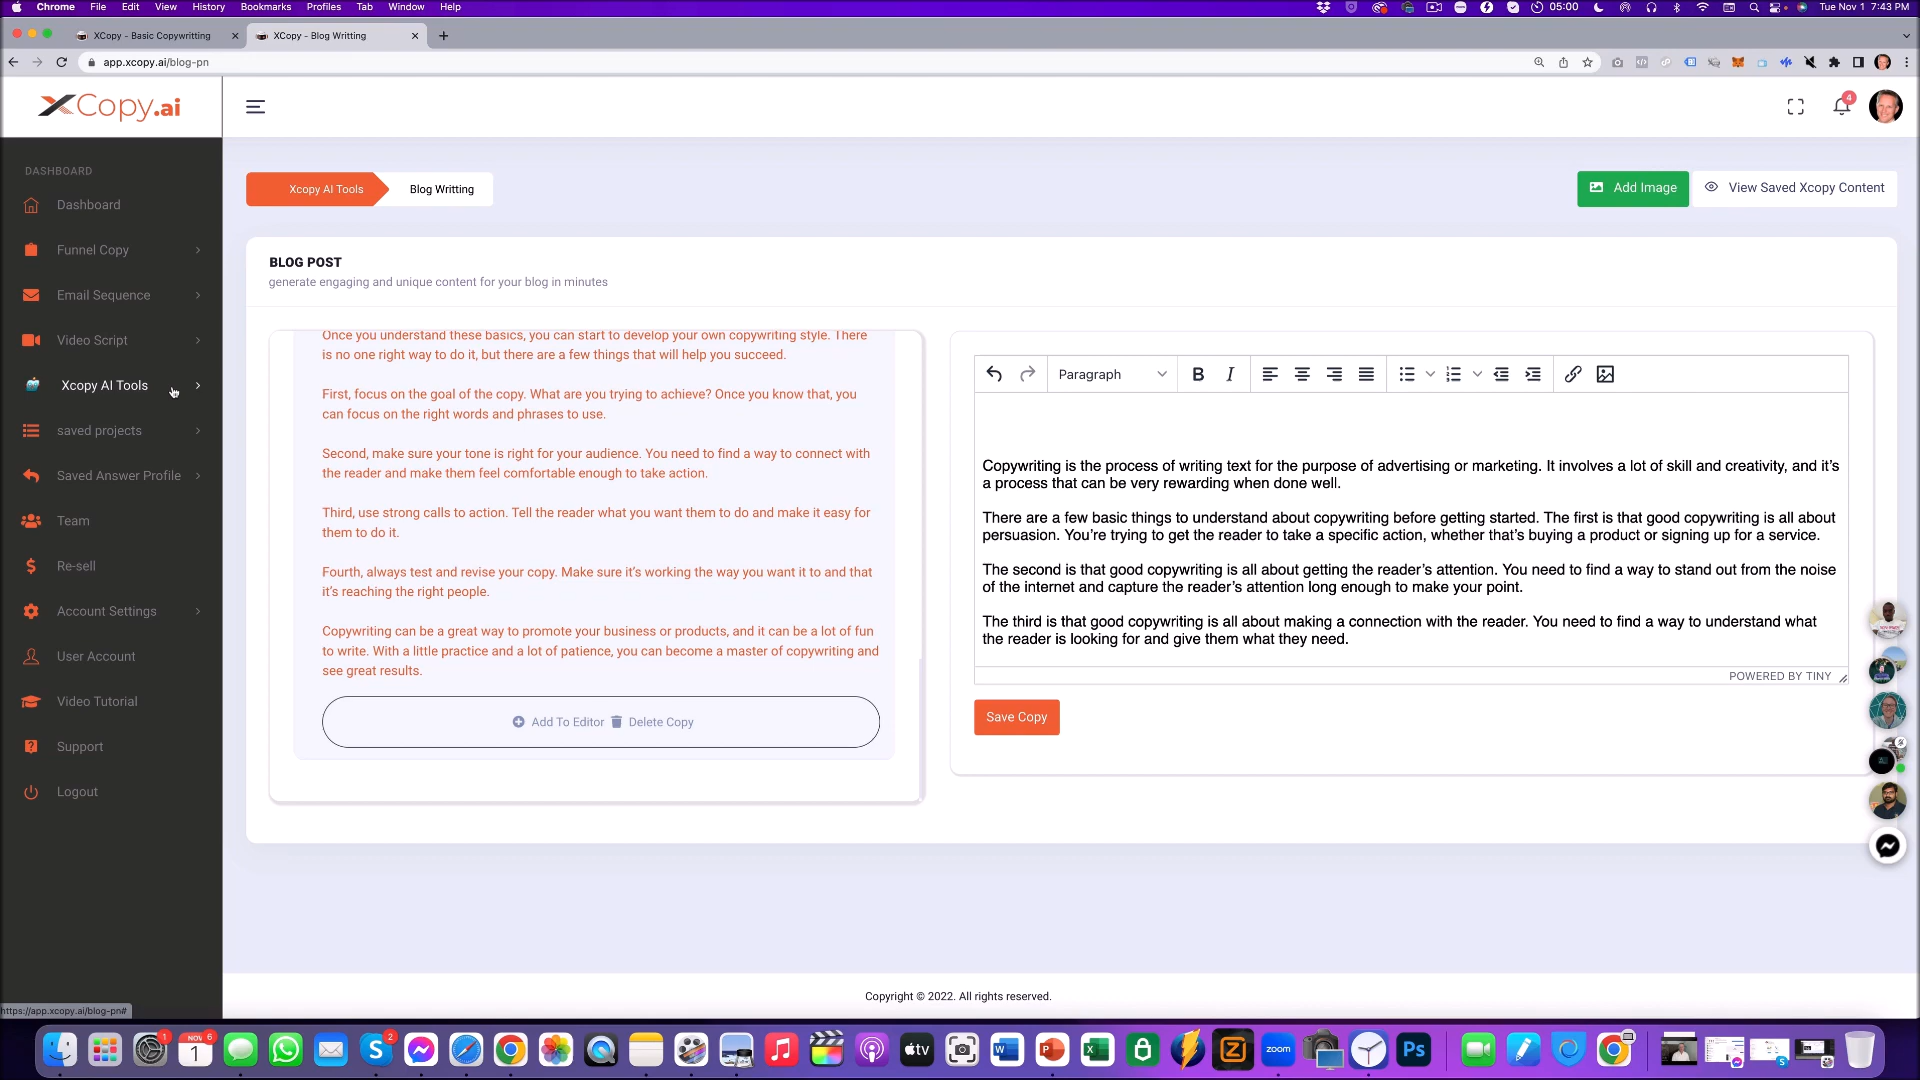 Chrome File Edit View History Bookmarks Profiles Tab Window Help 05:00 Tue Nov 1 7:43 PM
XCopy - Basic Copywritting
XCopy - Blog Writting
app.xcopy.ai/blog-pn
XCopy.ai
4
DASHBOARD
Dashboard
Funnel Copy
Email Sequence
Video Script
Xcopy AI Tools
saved projects
Saved Answer Profile
Team
Re-sell
Account Settings
User Account
Video Tutorial
Support
Logout
https://app.xcopy.ai/blog-pn#
Xcopy AI Tools
Blog Writting
Add Image
View Saved Xcopy Content
BLOG POST
generate engaging and unique content for your blog in minutes
Once you understand these basics, you can start to develop your own copywriting style. There
is no one right way to do it, but there are a few things that will help you succeed.
First, focus on the goal of the copy. What are you trying to achieve? Once you know that, you
can focus on the right words and phrases to use.
Second, make sure your tone is right for your audience. You need to find a way to connect with
the reader and make them feel comfortable enough to take action.
Third, use strong calls to action. Tell the reader what you want them to do and make it easy for
them to do it.
Fourth, always test and revise your copy. Make sure it's working the way you want it to and that
it's reaching the right people.
Copywriting can be a great way to promote your business or products, and it can be a lot of fun
to write. With a little practice and a lot of patience, you can become a master of copywriting and
see great results.
Add To Editor Delete Copy
Paragraph B I
Copywriting is the process of writing text for the purpose of advertising or marketing. It involves a lot of skill and creativity, and it's
a process that can be very rewarding when done well.
There are a few basic things to understand about copywriting before getting started. The first is that good copywriting is all about
persuasion. You're trying to get the reader to take a specific action, whether that's buying a product or signing up for a service.
The second is that good copywriting is all about getting the reader's attention. You need to find a way to stand out from the noise
of the internet and capture the reader's attention long enough to make your point.
The third is that good copywriting is all about making a connection with the reader. You need to find a way to understand what
the reader is looking for and give them what they need.
POWERED BY TINY
Save Copy
Copyright © 2022. All rights reserved.
1
NOV
1
6
2
tv
W
P
X
Z
zoom
Ps